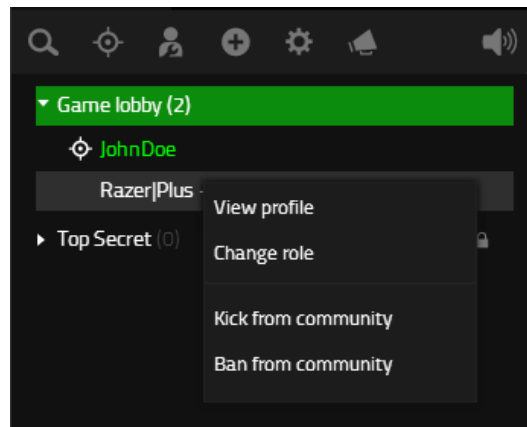 Game lobby (2)
JohnDoe
Razer|Plus -
View profile
Top Secret (0)
Change role
Kick from community
Ban from community